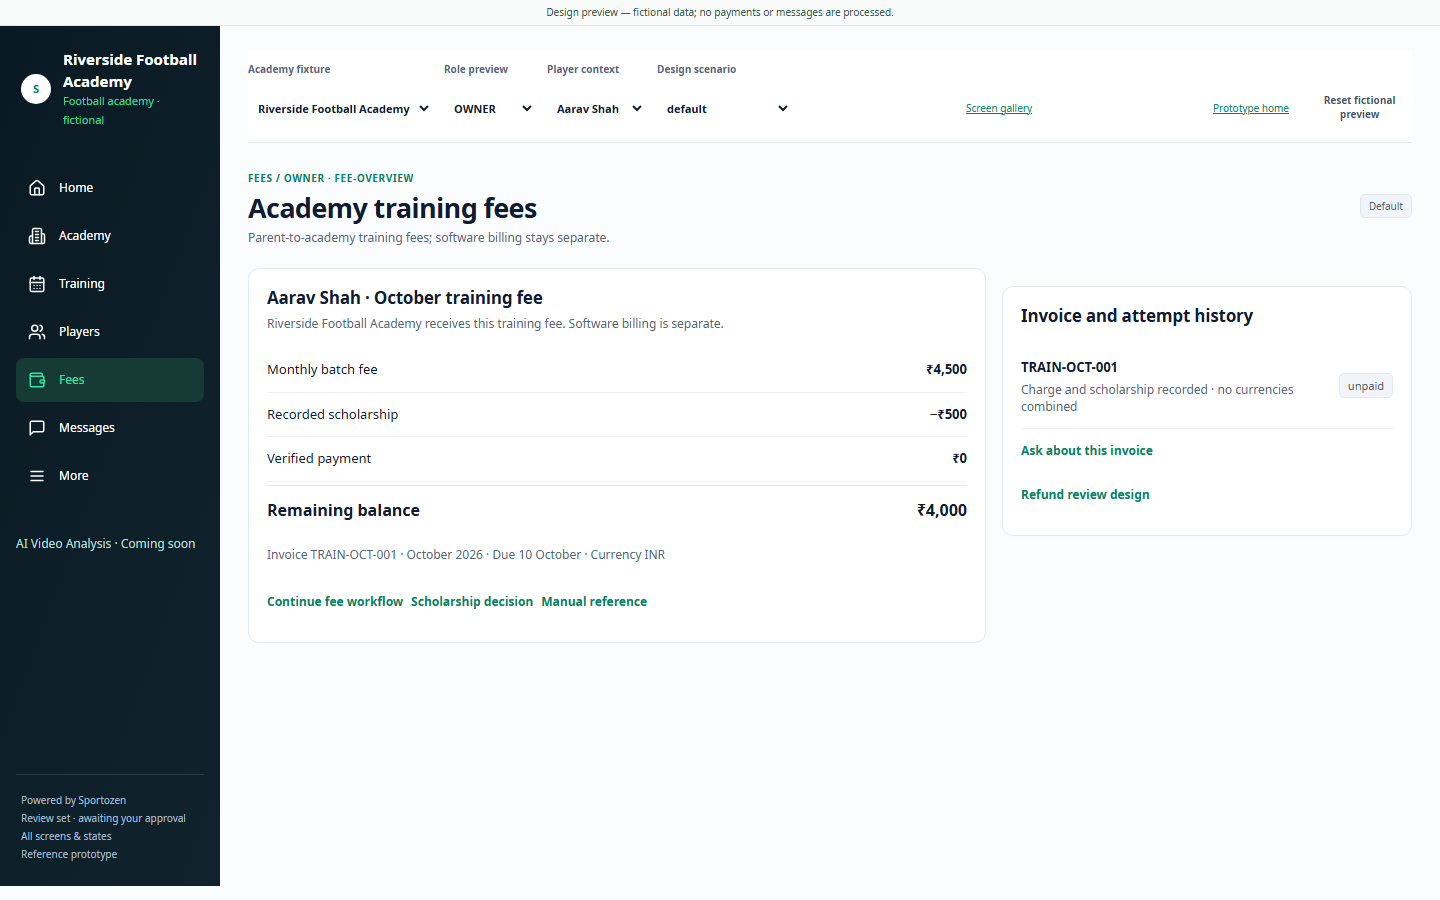 Design preview — fictional data; no payments or messages are processed.
S
Riverside Football
Academy
Football academy ·
fictional
Home
Academy
Training
Players
Fees
Messages
More
AI Video Analysis · Coming soon
Powered by Sportozen
Review set · awaiting your approval
All screens & states
Reference prototype
Academy fixture
Role preview
Player context
Design scenario
Riverside Football Academy
OWNER
Aarav Shah
default
Screen gallery
Prototype home
Reset fictional
preview
FEES / OWNER · FEE-OVERVIEW
Academy training fees
Parent-to-academy training fees; software billing stays separate.
Default
Aarav Shah · October training fee
Riverside Football Academy receives this training fee. Software billing is separate.
Monthly batch fee ₹4,500
Recorded scholarship −₹500
Verified payment ₹0
Remaining balance ₹4,000
Invoice TRAIN-OCT-001 · October 2026 · Due 10 October · Currency INR
Continue fee workflow Scholarship decision Manual reference
Invoice and attempt history
TRAIN-OCT-001
Charge and scholarship recorded · no currencies
combined
unpaid
Ask about this invoice
Refund review design